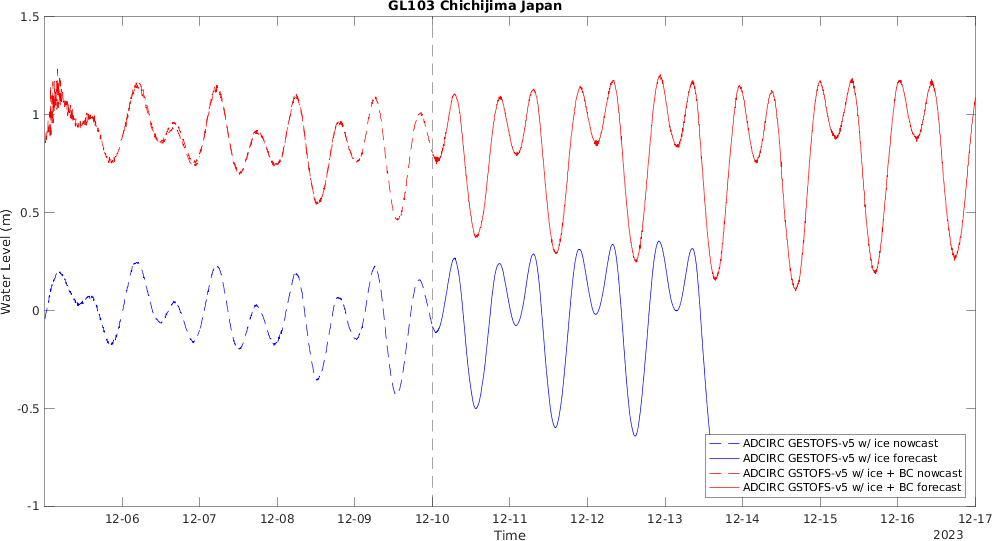 GL103 Chichijima Japan
1.5
1
0.5
0
-0.5
-1
Water Level (m)
12-06
12-07
12-08
12-09
12-10
12-11
12-12
12-13
12-14
12-15
12-16
12-17
Time
2023
ADCIRC GESTOFS-v5 w/ ice nowcast
ADCIRC GESTOFS-v5 w/ ice forecast
ADCIRC GSTOFS-v5 w/ ice + BC nowcast
ADCIRC GSTOFS-v5 w/ ice + BC forecast